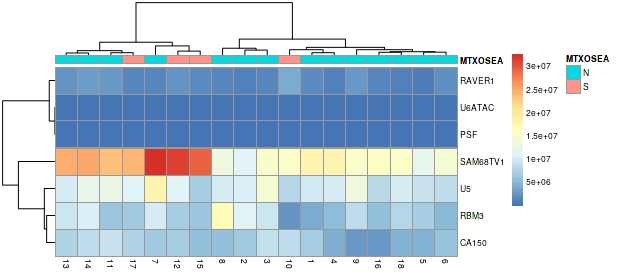 MTXOSEA
RAVER1
U6ATAC
PSF
SAM68TV1
U5
RBM3
CA150
13 14 11 17 7 12 15 8 2 3 10 1 4 9 16 18 5 6
3e+07
2.5e+07
2e+07
1.5e+07
1e+07
5e+06
MTXOSEA
N
S